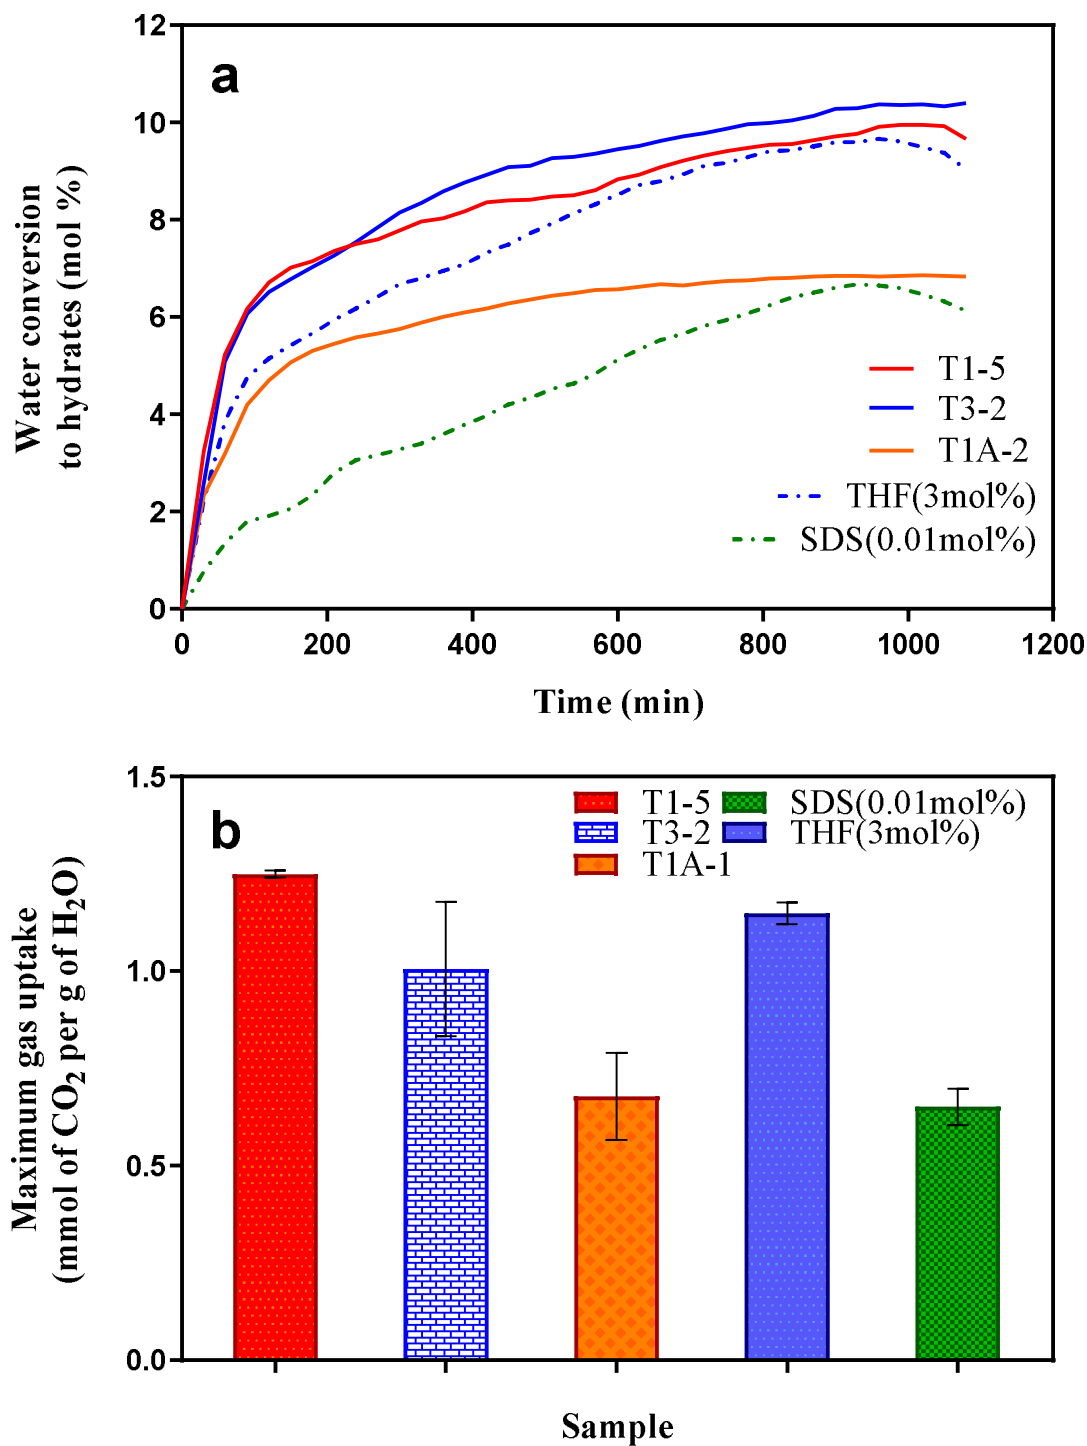 a
12
10
8
6
4
2
0
Water conversion
to hydrates (mol %)
T1-5
T3-2
T1A-2
THF(3mol%)
SDS(0.01mol%)
0 200 400 600 800 1000 1200
Time (min)
b
1.5
1.0
0.5
0.0
Maximum gas uptake
(mmol of CO2 per g of H2O)
T1-5 SDS(0.01mol%)
T3-2 THF(3mol%)
T1A-1
Sample